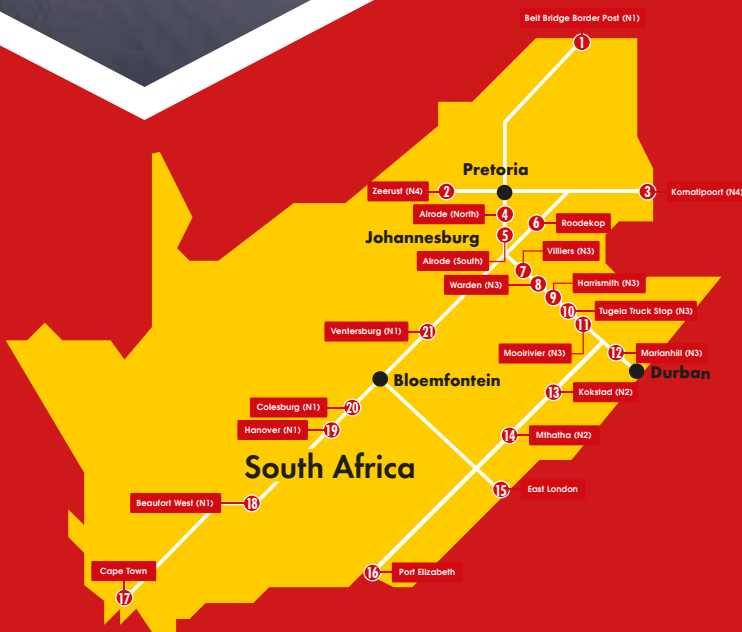 Beit Bridge Border Post (N1)
1
Pretoria
Zeerust (N4)
2
3
Komatipoort (N4)
Alrode (North)
4
6
Roodekop
Johannesburg
5
Alrode (South)
Villiers (N3)
7
Warden (N3)
8
Harrismith (N3)
9
10
Tugela Truck Stop (N3)
11
Mooirivier (N3)
12
Marianhill (N3)
Durban
Ventersburg (N1)
21
Bloemfontein
13
Kokstad (N2)
Colesburg (N1)
20
Hanover (N1)
19
14
Mthatha (N2)
South Africa
15
East London
Beaufort West (N1)
18
Cape Town
17
16
Port Elizabeth